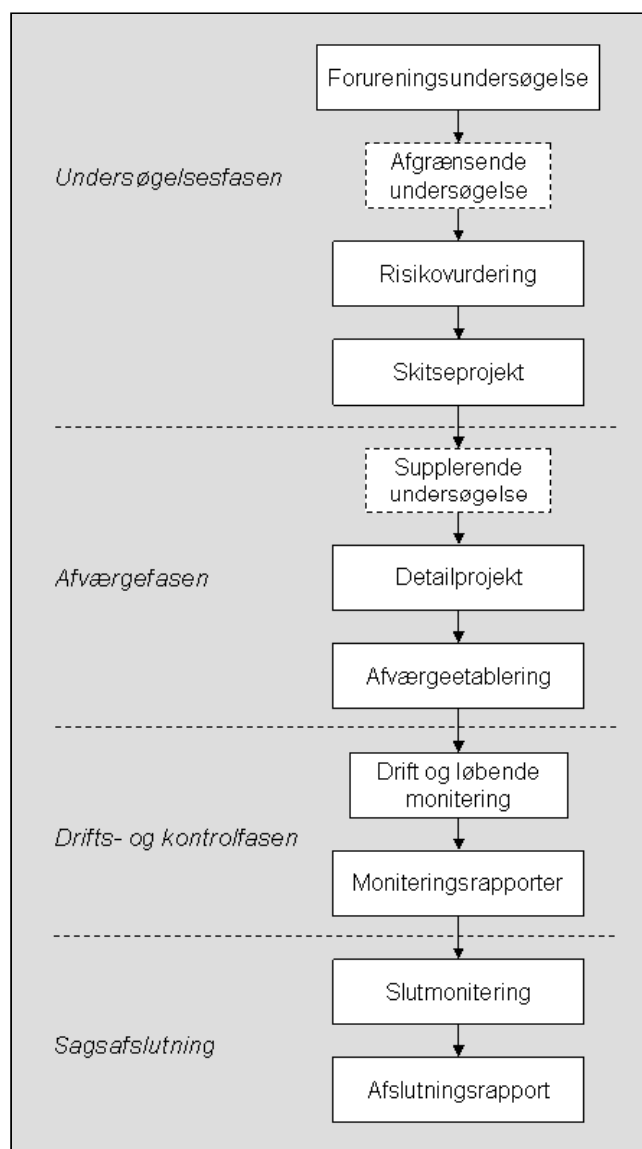 Forureningsundersøgelse
Undersøgelsesfasen
Afgrænsende
undersøgelse
Risikovurdering
Skitseprojekt
Afværgefasen
Supplerende
undersøgelse
Detailprojekt
Afværgeetablering
Drifts- og kontrolfasen
Drift og løbende
monitering
Moniteringsrapporter
Sagsafslutning
Slutmonitering
Afslutningsrapport